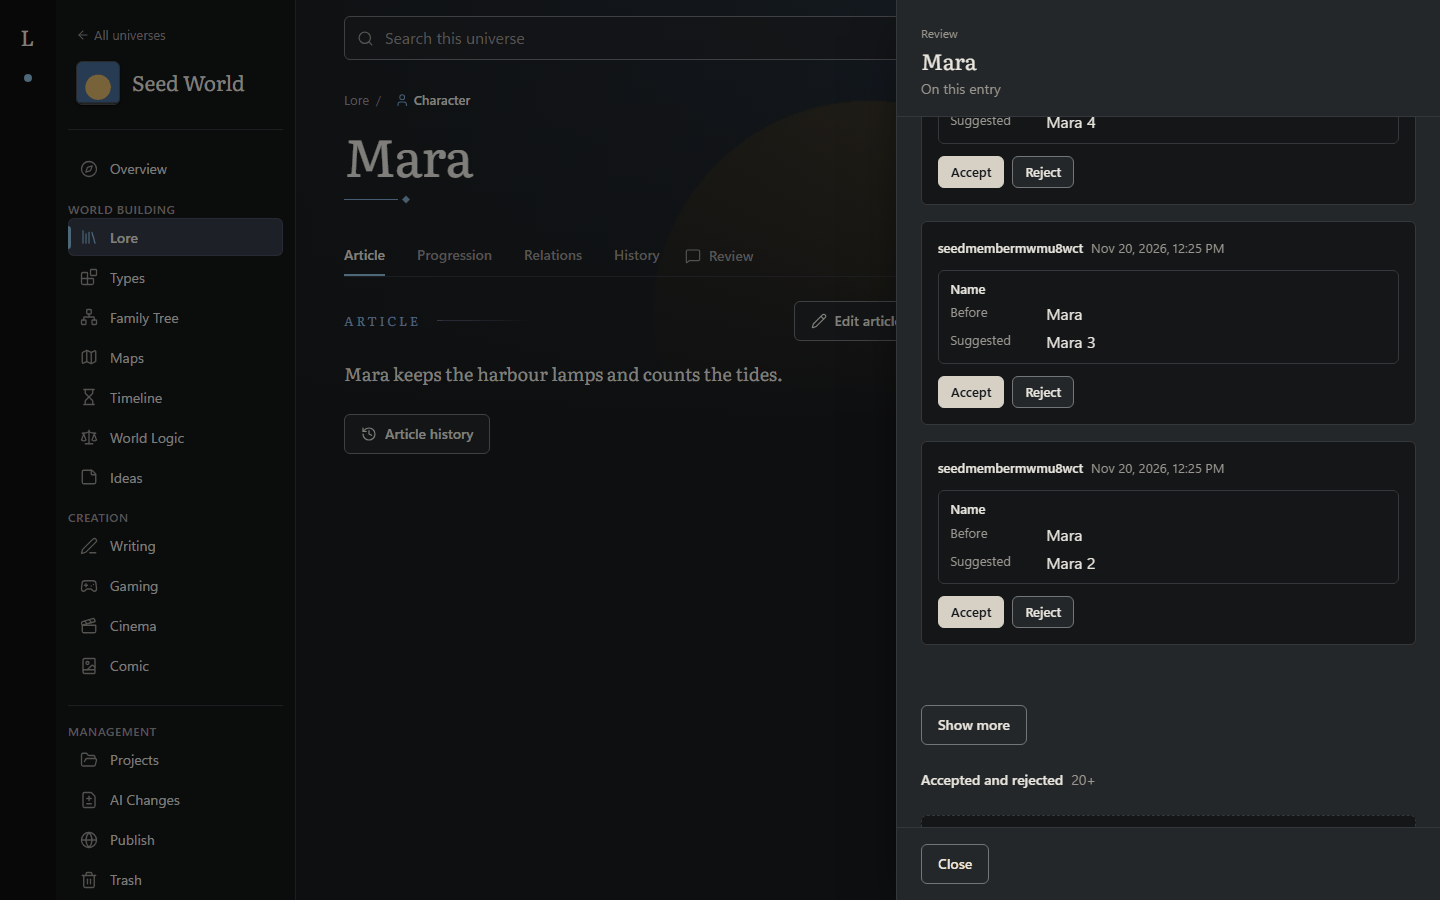 L
All universes
Seed World
Overview
WORLD BUILDING
Lore
Types
Family Tree
Maps
Timeline
World Logic
Ideas
CREATION
Writing
Gaming
Cinema
Comic
MANAGEMENT
Projects
AI Changes
Publish
Trash
Search this universe
Lore / Character
Mara
Article Progression Relations History Review
ARTICLE
Edit article
Mara keeps the harbour lamps and counts the tides.
Article history
Review
Mara
On this entry
Suggested Mara 4
Accept Reject
seedmembermwmu8wct Nov 20, 2026, 12:25 PM
Name
Before Mara
Suggested Mara 3
Accept Reject
seedmembermwmu8wct Nov 20, 2026, 12:25 PM
Name
Before Mara
Suggested Mara 2
Accept Reject
Show more
Accepted and rejected 20+
Close